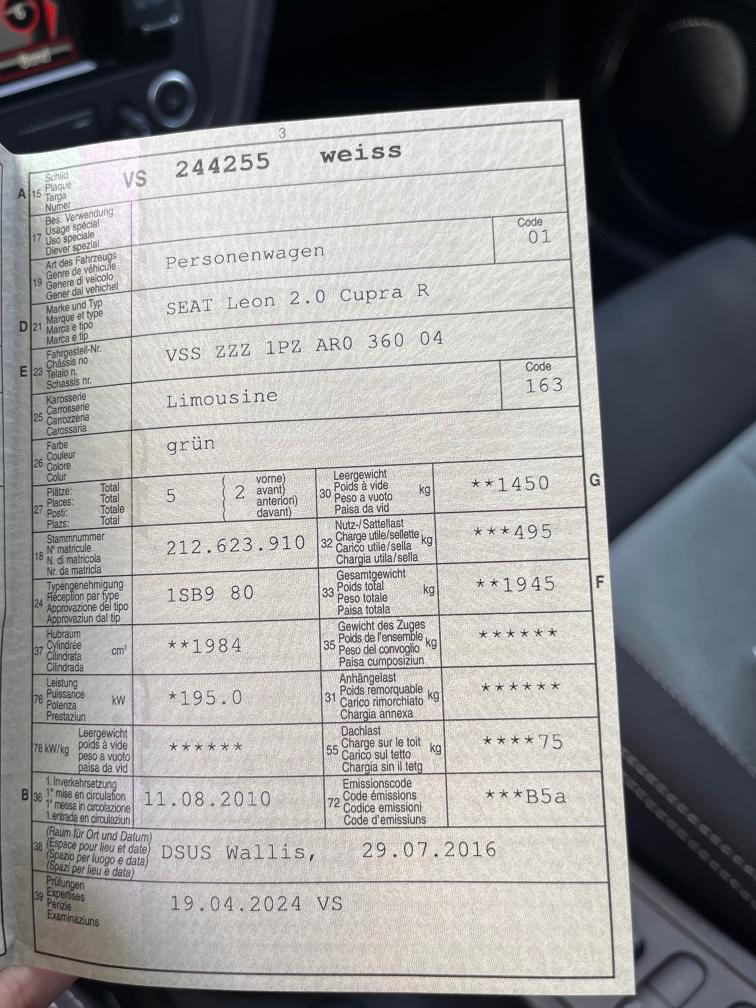 3
A 15 Schild Plaque Targa Numer VS 244255 weiss
17 Bes. Verwendung Usage spécial Uso speciale Diever spezial
19 Art des Fahrzeugs Genre de véhicule Genere di veicolo Gener dal vehichel Personenwagen Code 01
D 21 Marke und Typ Marque et type Marca e tipo Marca e tip SEAT Leon 2.0 Cupra R
E 23 Fahrgestell-Nr. Châssis no Telaio n. Schassis nr. VSS ZZZ 1PZ AR0 360 04
25 Karosserie Carrosserie Carrozzeria Carossaria Limousine Code 163
26 Farbe Couleur Colore Colur grün
27 Plätze: Total Places: Total Posti: Totale Plazs: Total 5 { 2 vorne) avant) anteriori) davant) 30 Leergewicht Poids à vide Peso a vuoto Paisa da vid kg **1450 G
18 Stammnummer N° matricule N. di matricola Nr. da matricla 212.623.910 32 Nutz-/Sattellast Charge utile/sellette Carico utile/sella Chargia utila/sella kg ***495
24 Typengenehmigung Réception par type Approvazione del tipo Approvaziun dal tip 1SB9 80 33 Gesamtgewicht Poids total Peso totale Paisa totala kg **1945 F
37 Hubraum Cylindrée Cilindrata Cilindrada cm³ **1984 35 Gewicht des Zuges Poids de l'ensemble Peso del convoglio Paisa cumposiziun kg ******
76 Leistung Puissance Potenza Prestaziun kW *195.0 31 Anhängelast Poids remorquable Carico rimorchiato Chargia annexa kg ******
78 kW/kg Leergewicht poids à vide peso a vuoto paisa da vid ****** 55 Dachlast Charge sur le toit Carico sul tetto Chargia sin il tetg kg ****75
B 36 1. Inverkehrsetzung 1re mise en circulation 1a messa in circolazione 1. entrada en circulaziun 11.08.2010 72 Emissionscode Code émissions Codice emissioni Code d'emissiuns ***B5a
38 (Raum für Ort und Datum) (Espace pour lieu et date) (Spazio per luogo e data) (Spazi per lieu e data) DSUS Wallis, 29.07.2016
39 Prüfungen Expertises Perizie Examinaziuns 19.04.2024 VS